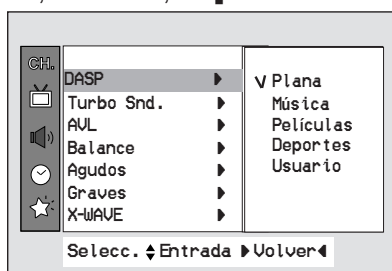 CH.
DASP ▶
Turbo Snd. ▶
AVL ▶
Balance ▶
Agudos ▶
Graves ▶
X-WAVE ▶
√ Plana
Música
Películas
Deportes
Usuario
Selecc. ⬍ Entrada ▶ Volver ◀